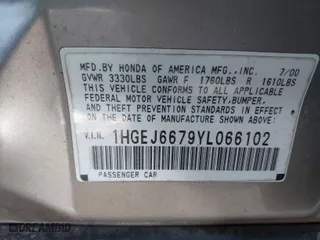 MFD.BY HONDA OF AMERICA MFG.,INC. 7/00
GVWR 3330LBS GAWR F 1760LBS R 1610LBS
THIS VEHICLE CONFORMS TO ALL APPLICABLE
FEDERAL MOTOR VEHICLE SAFETY, BUMPER,
AND THEFT PREVENTION STANDARDS IN EFFECT
ON THE DATE OF MANUFACTURE SHOWN ABOVE.
V.I.N. 1HGEJ6679YL066102
PASSENGER CAR
DREAMBID